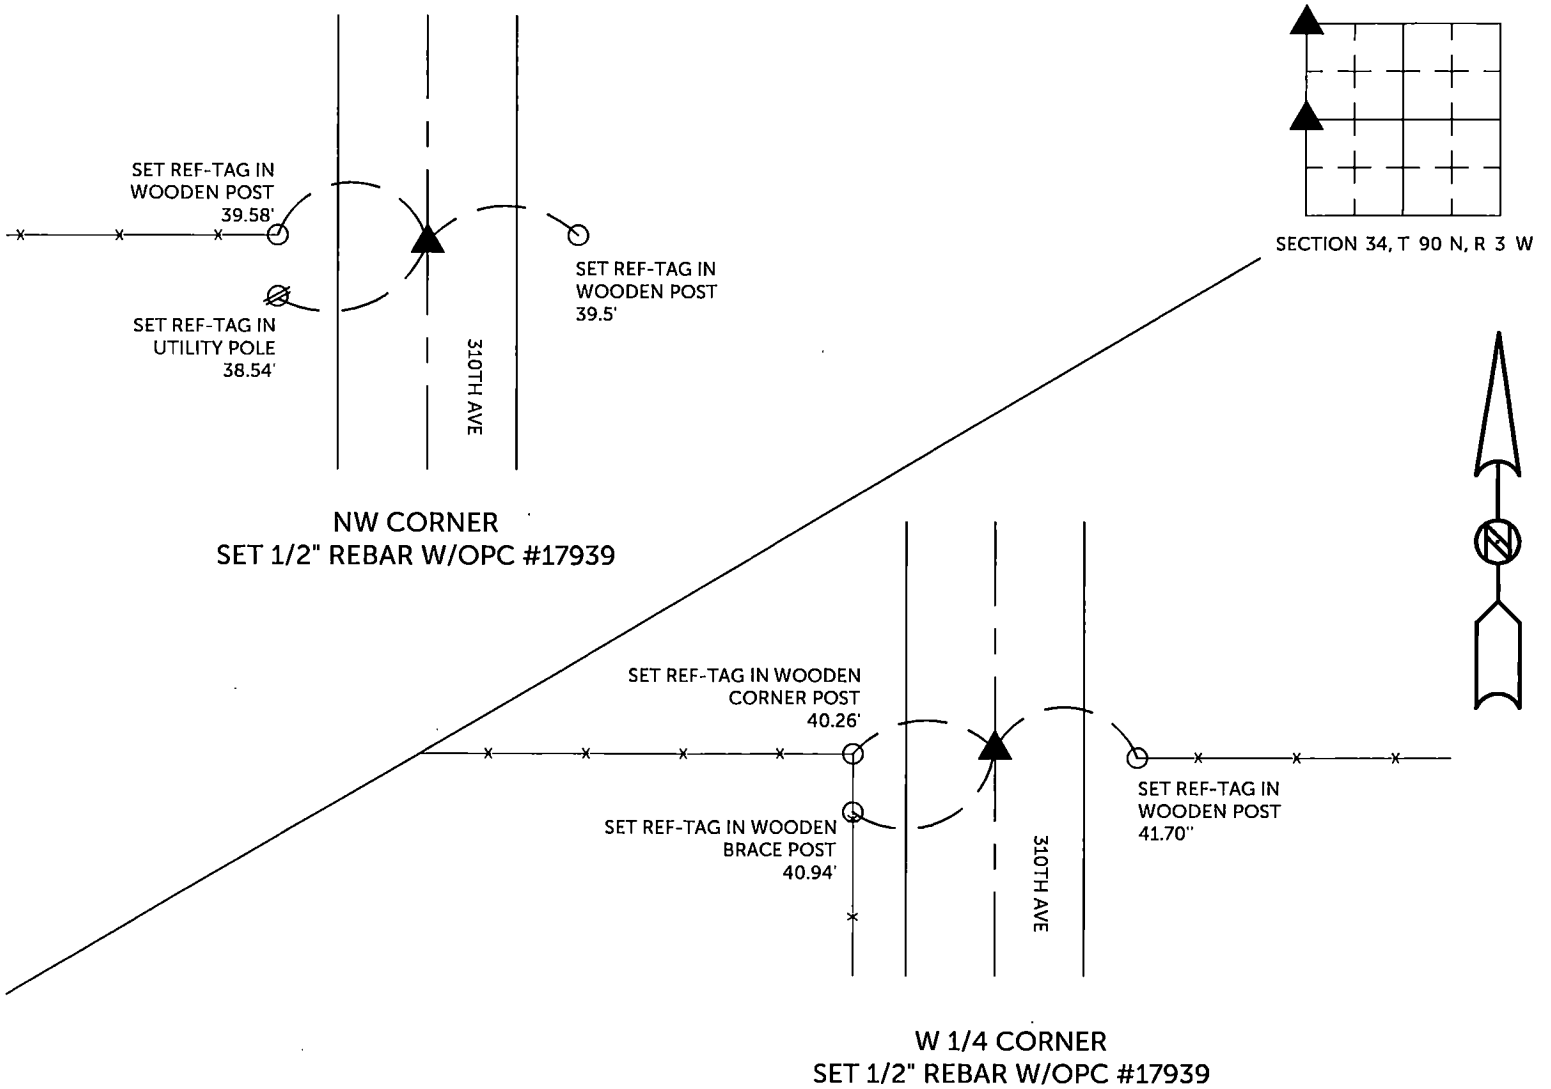 SET REF-TAG IN
WOODEN POST
39.58'
SET REF-TAG IN
UTILITY POLE
38.54'
SET REF-TAG IN
WOODEN POST
39.5'
310TH AVE
NW CORNER
SET 1/2" REBAR W/OPC #17939
SECTION 34, T 90 N, R 3 W
N
SET REF-TAG IN WOODEN
CORNER POST
40.26'
SET REF-TAG IN WOODEN
BRACE POST
40.94'
SET REF-TAG IN
WOODEN POST
41.70"
310TH AVE
W 1/4 CORNER
SET 1/2" REBAR W/OPC #17939